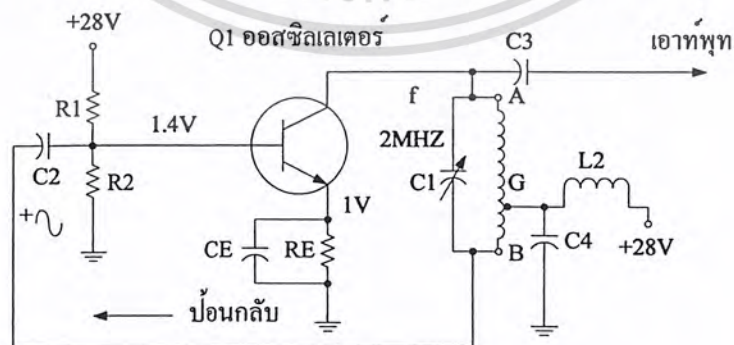 +28V
Q1 ออสซิลเลเตอร์
C3
เอาท์พุท
R1
f
A
1.4V
2MHZ
C2
R2
C1
G
L2
1V
+
CE
RE
B
C4
+28V
ป้อนกลับ